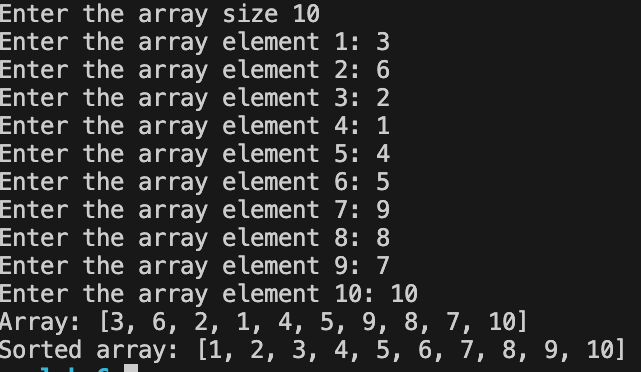 Enter the array size 10
Enter the array element 1: 3
Enter the array element 2: 6
Enter the array element 3: 2
Enter the array element 4: 1
Enter the array element 5: 4
Enter the array element 6: 5
Enter the array element 7: 9
Enter the array element 8: 8
Enter the array element 9: 7
Enter the array element 10: 10
Array: [3, 6, 2, 1, 4, 5, 9, 8, 7, 10]
Sorted array: [1, 2, 3, 4, 5, 6, 7, 8, 9, 10]